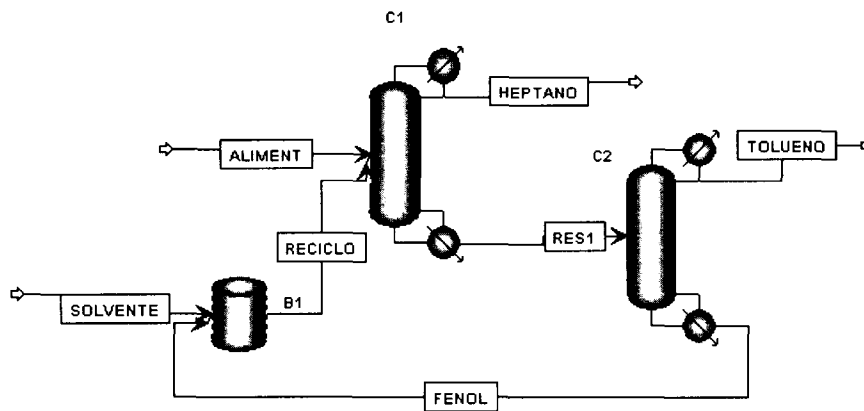 C1
HEPTANO
TOLUENO
ALIMENT
C2
RES1
RECICLO
SOLVENTE
B1
FENOL